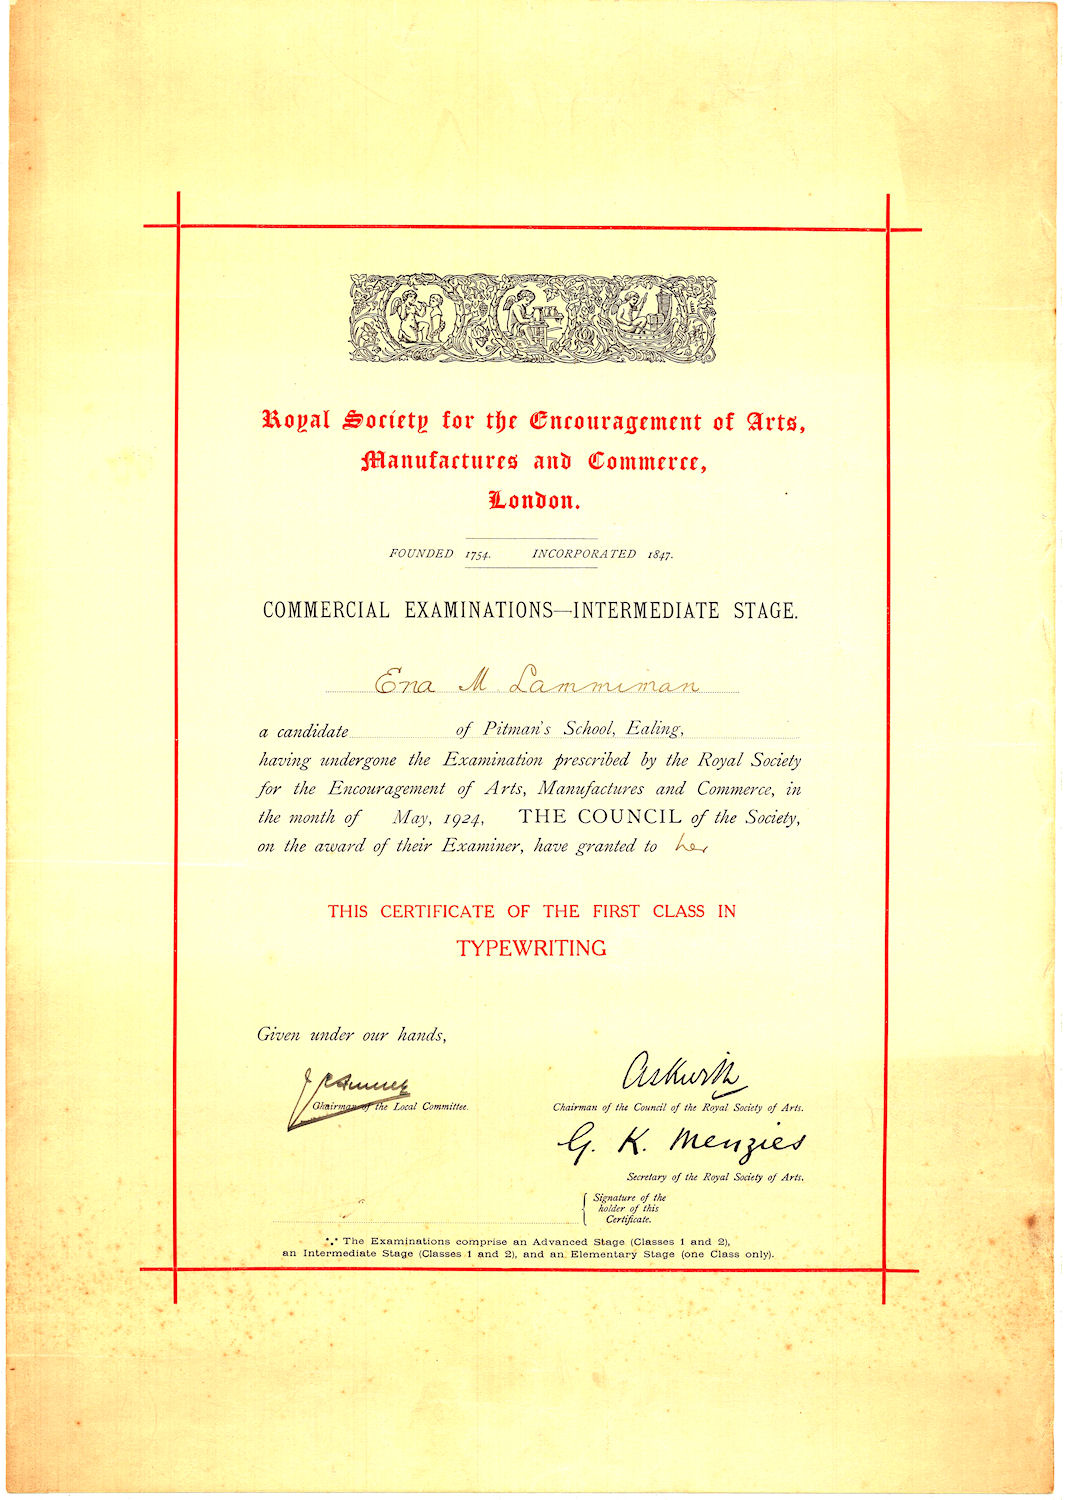 Royal Society for the Encouragement of Arts,
Manufactures and Commerce,
London.
FOUNDED 1754. INCORPORATED 1847.
COMMERCIAL EXAMINATIONS—INTERMEDIATE STAGE.
Ena M Lammiman
a candidate of Pitman's School, Ealing,
having undergone the Examination prescribed by the Royal Society
for the Encouragement of Arts, Manufactures and Commerce, in
the month of May, 1924, THE COUNCIL of the Society,
on the award of their Examiner, have granted to her
THIS CERTIFICATE OF THE FIRST CLASS IN
TYPEWRITING
Given under our hands,
Chairman of the Local Committee.
Askwith
Chairman of the Council of the Royal Society of Arts.
G. K. Menzies
Secretary of the Royal Society of Arts.
Signature of the
holder of this
Certificate.
∵ The Examinations comprise an Advanced Stage (Classes 1 and 2),
an Intermediate Stage (Classes 1 and 2), and an Elementary Stage (one Class only).